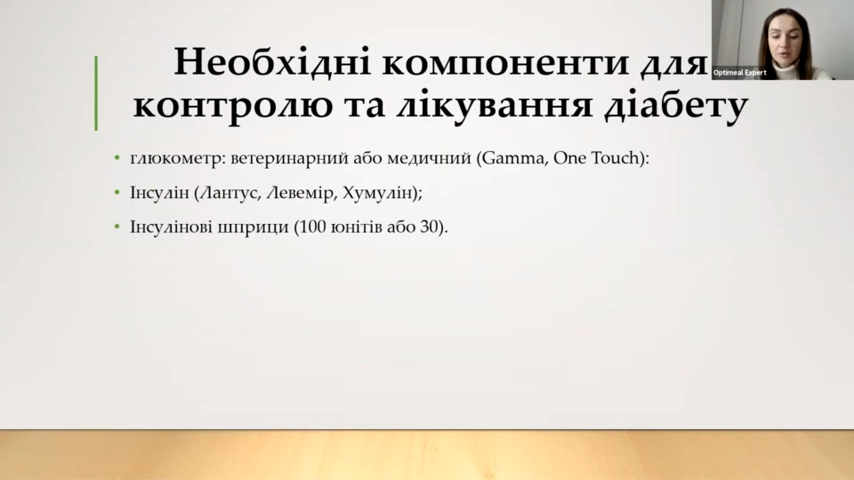 Необхідні компоненти для
контролю та лікування діабету
• глюкометр: ветеринарний або медичний (Gamma, One Touch):
• Інсулін (Лантус, Левемір, Хумулін);
• Інсулінові шприци (100 юнітів або 30).
Optimeal Expert